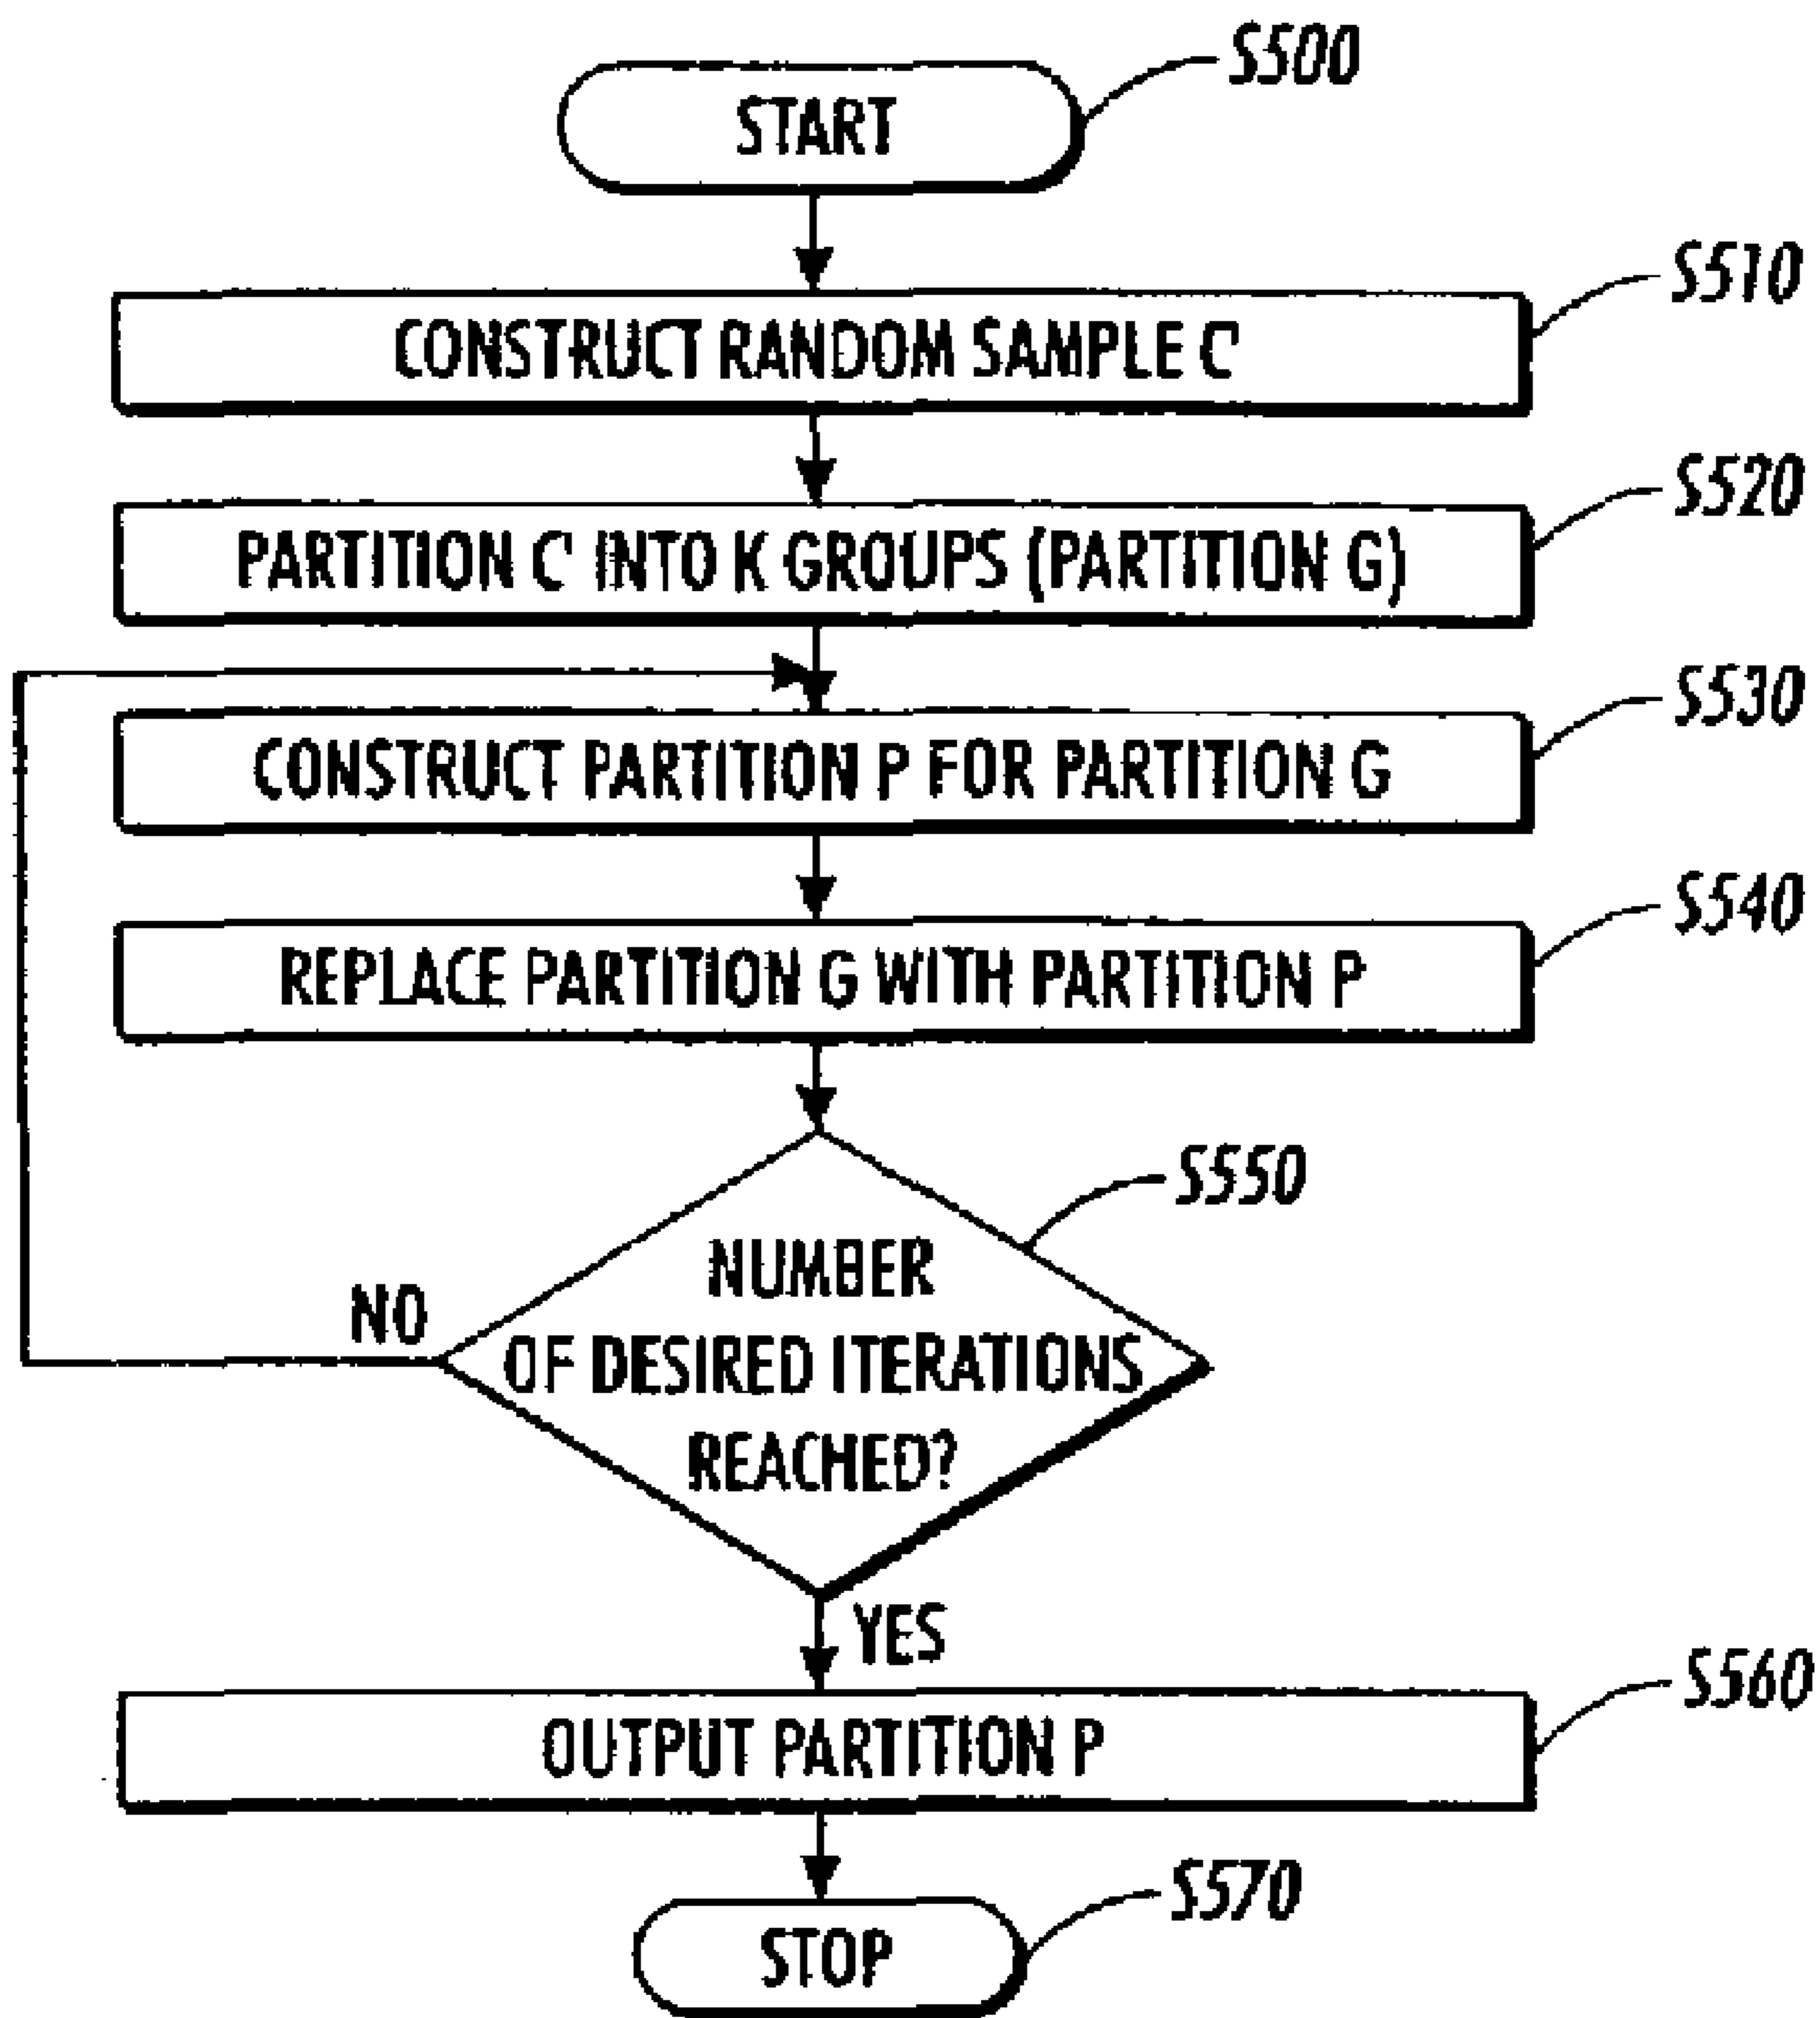 START
S500
CONSTRUCT RANDOM SAMPLE C'
S510
PARTITION C' INTO K GROUPS (PARTITION G)
S520
CONSTRUCT PARTITION P FOR PARTITION G
S530
REPLACE PARTITION G WITH PARTITION P
S540
NUMBER
OF DESIRED ITERATIONS
REACHED?
S550
NO
YES
OUTPUT PARTITION P
S560
STOP
S570